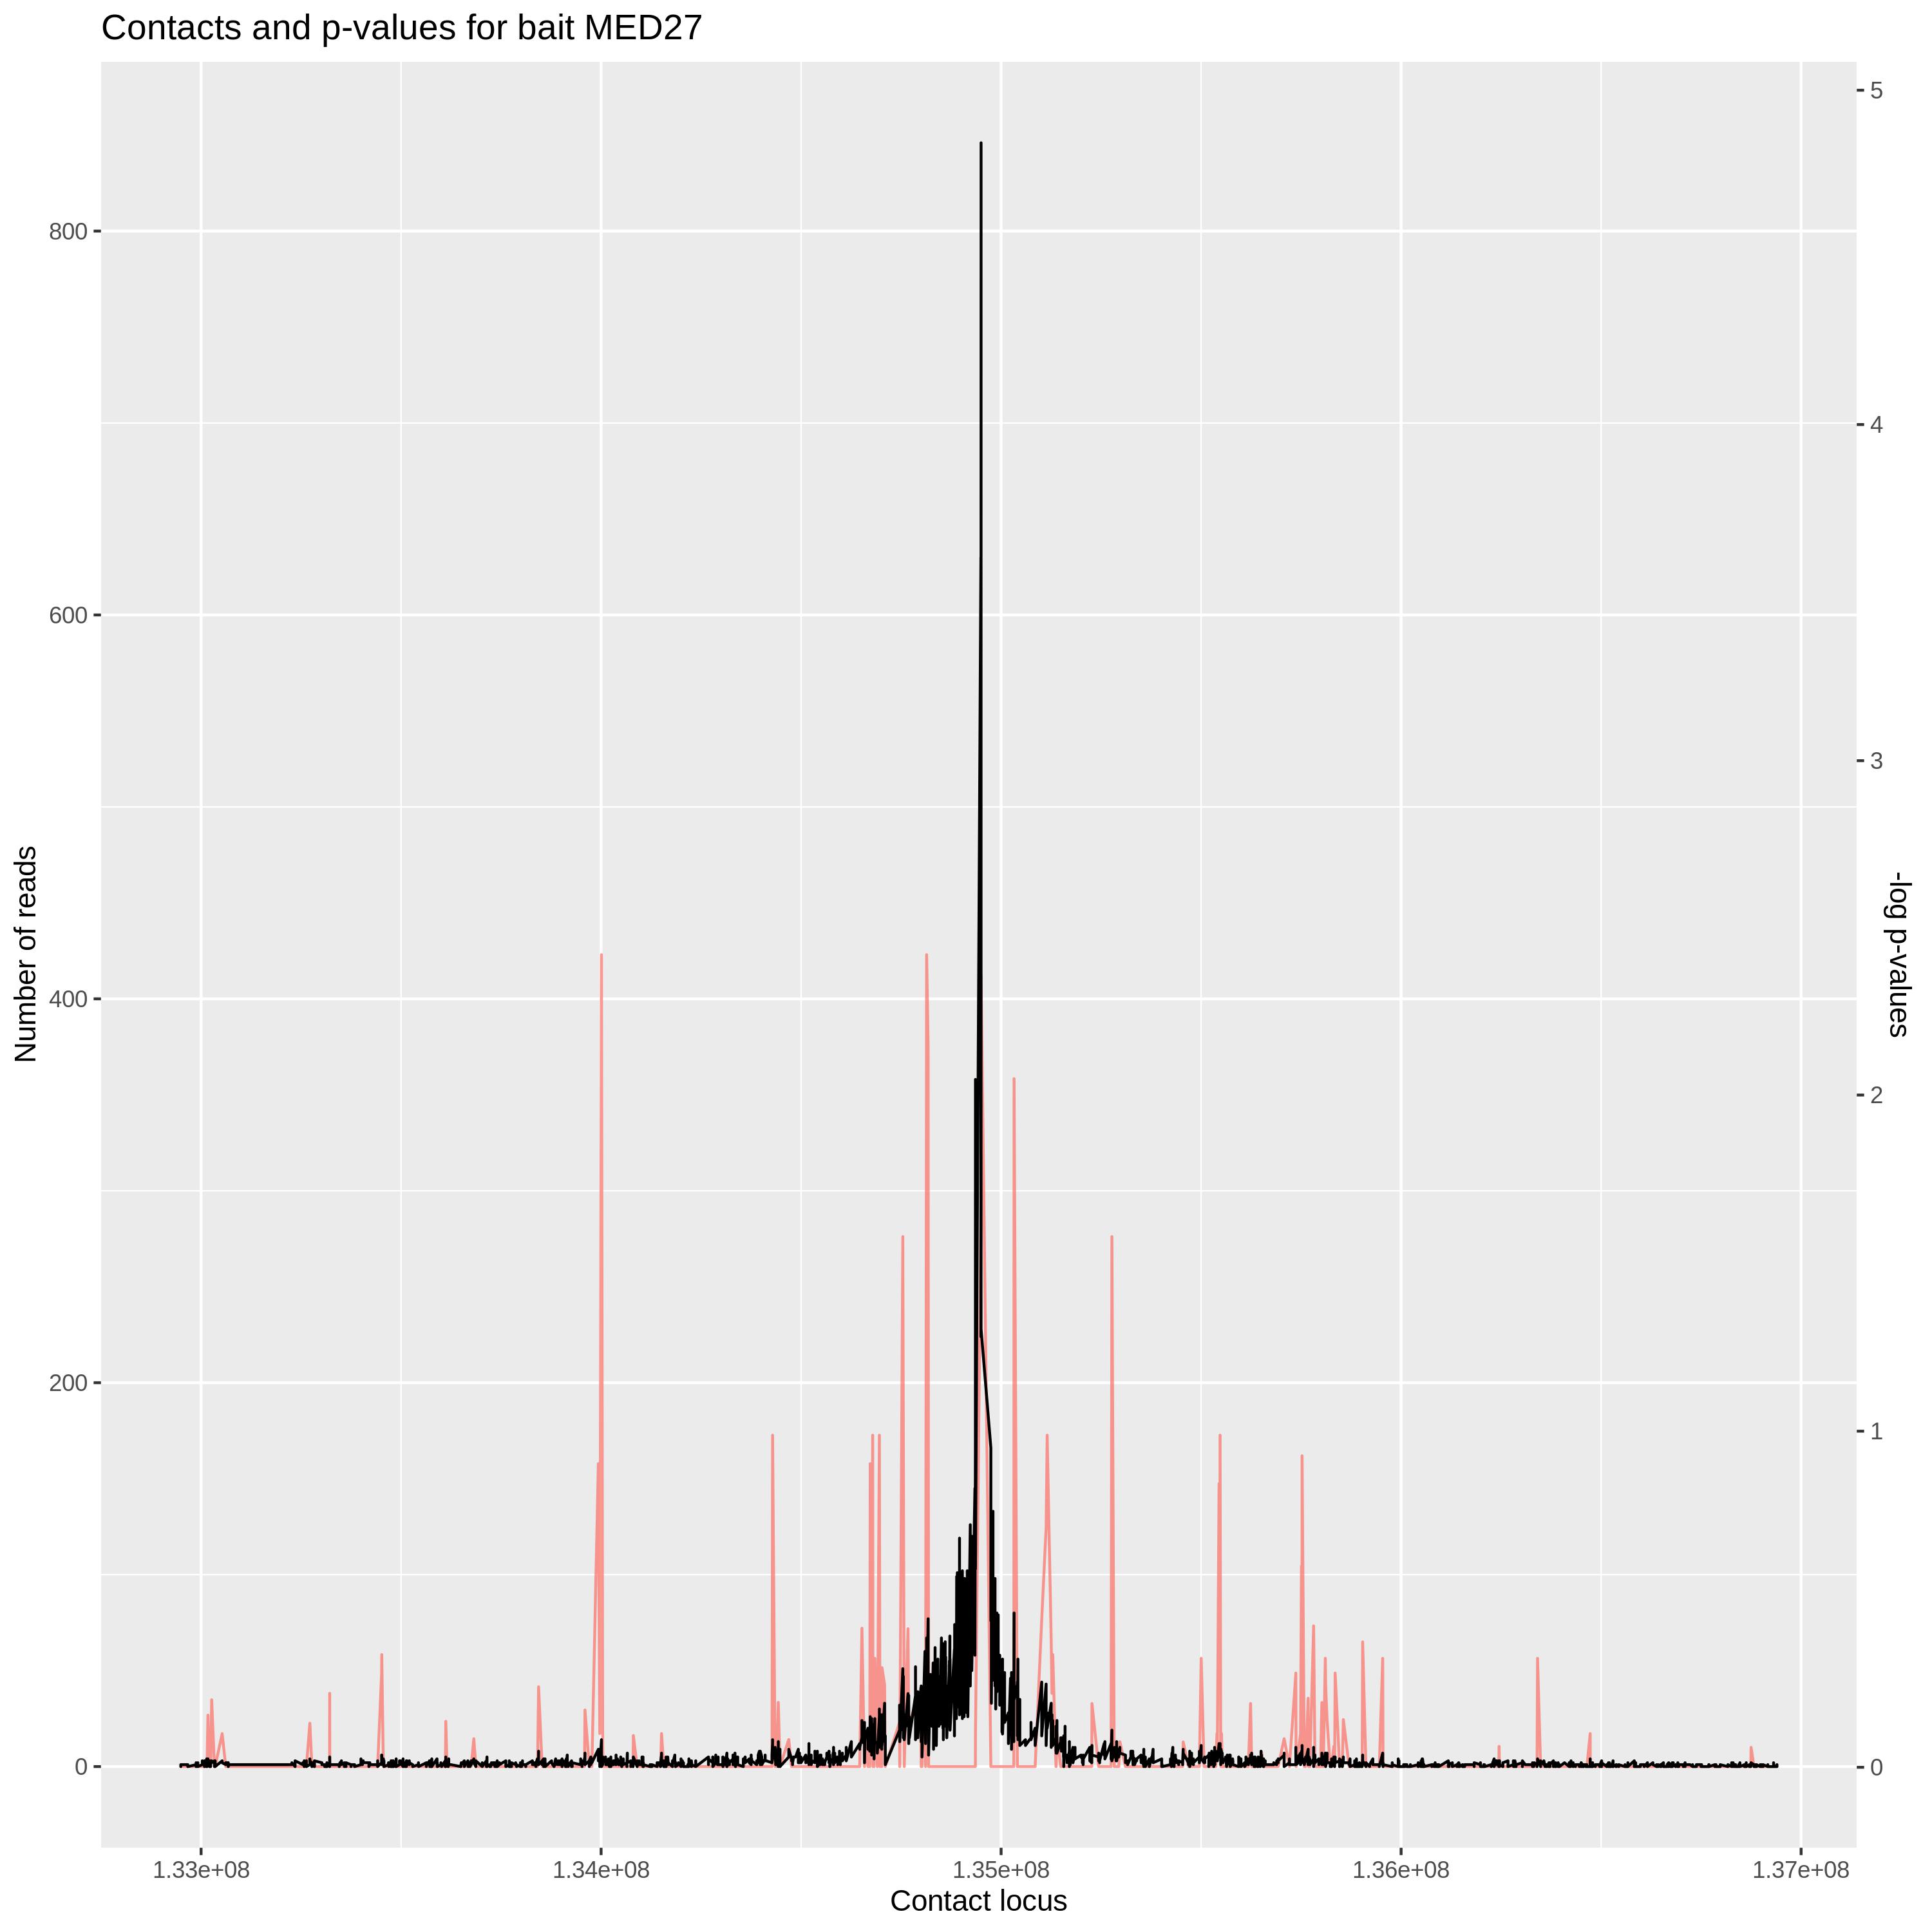 Contacts and p-values for bait MED27
Number of reads
800
600
400
200
0
5
4
3
2
1
0
-log p-values
1.33e+08
1.34e+08
1.35e+08
1.36e+08
1.37e+08
Contact locus